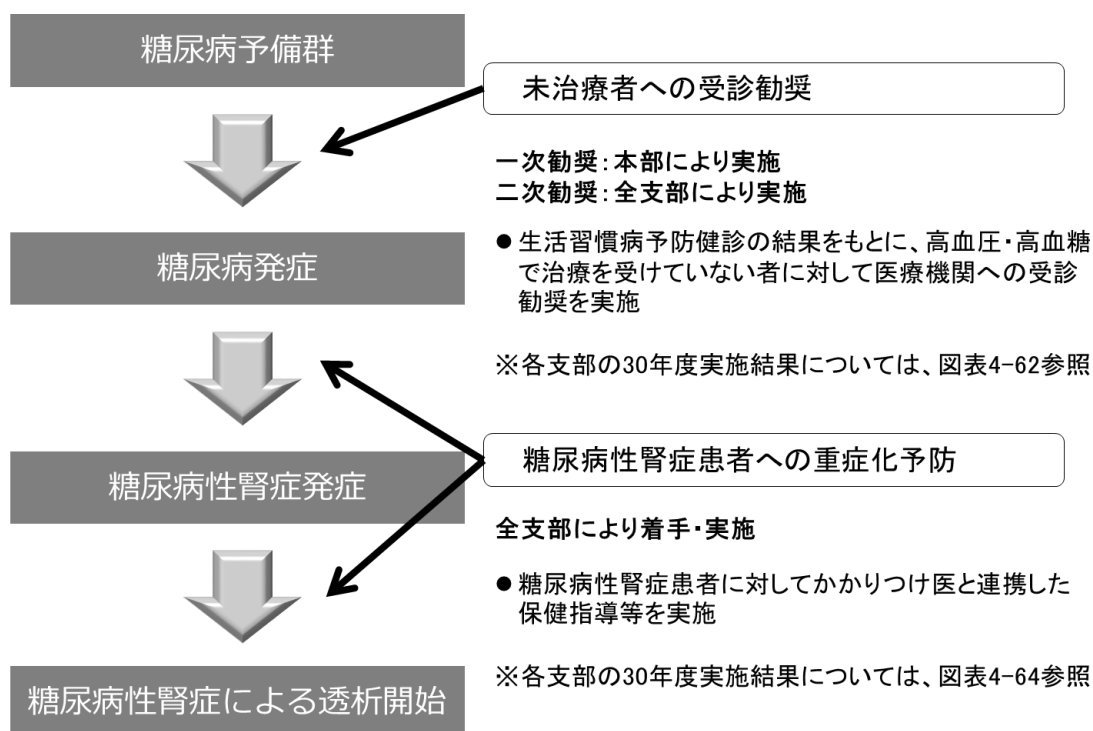 糖尿病予備群
未治療者への受診勧奨
一次勧奨：本部により実施
二次勧奨：全支部により実施
糖尿病発症
●生活習慣病予防健診の結果をもとに、高血圧・高血糖
で治療を受けていない者に対して医療機関への受診
勧奨を実施
※各支部の30年度実施結果については、図表4-62参照
糖尿病性腎症患者への重症化予防
糖尿病性腎症発症
全支部により着手・実施
●糖尿病性腎症患者に対してかかりつけ医と連携した
保健指導等を実施
※各支部の30年度実施結果については、図表4-64参照
糖尿病性腎症による透析開始